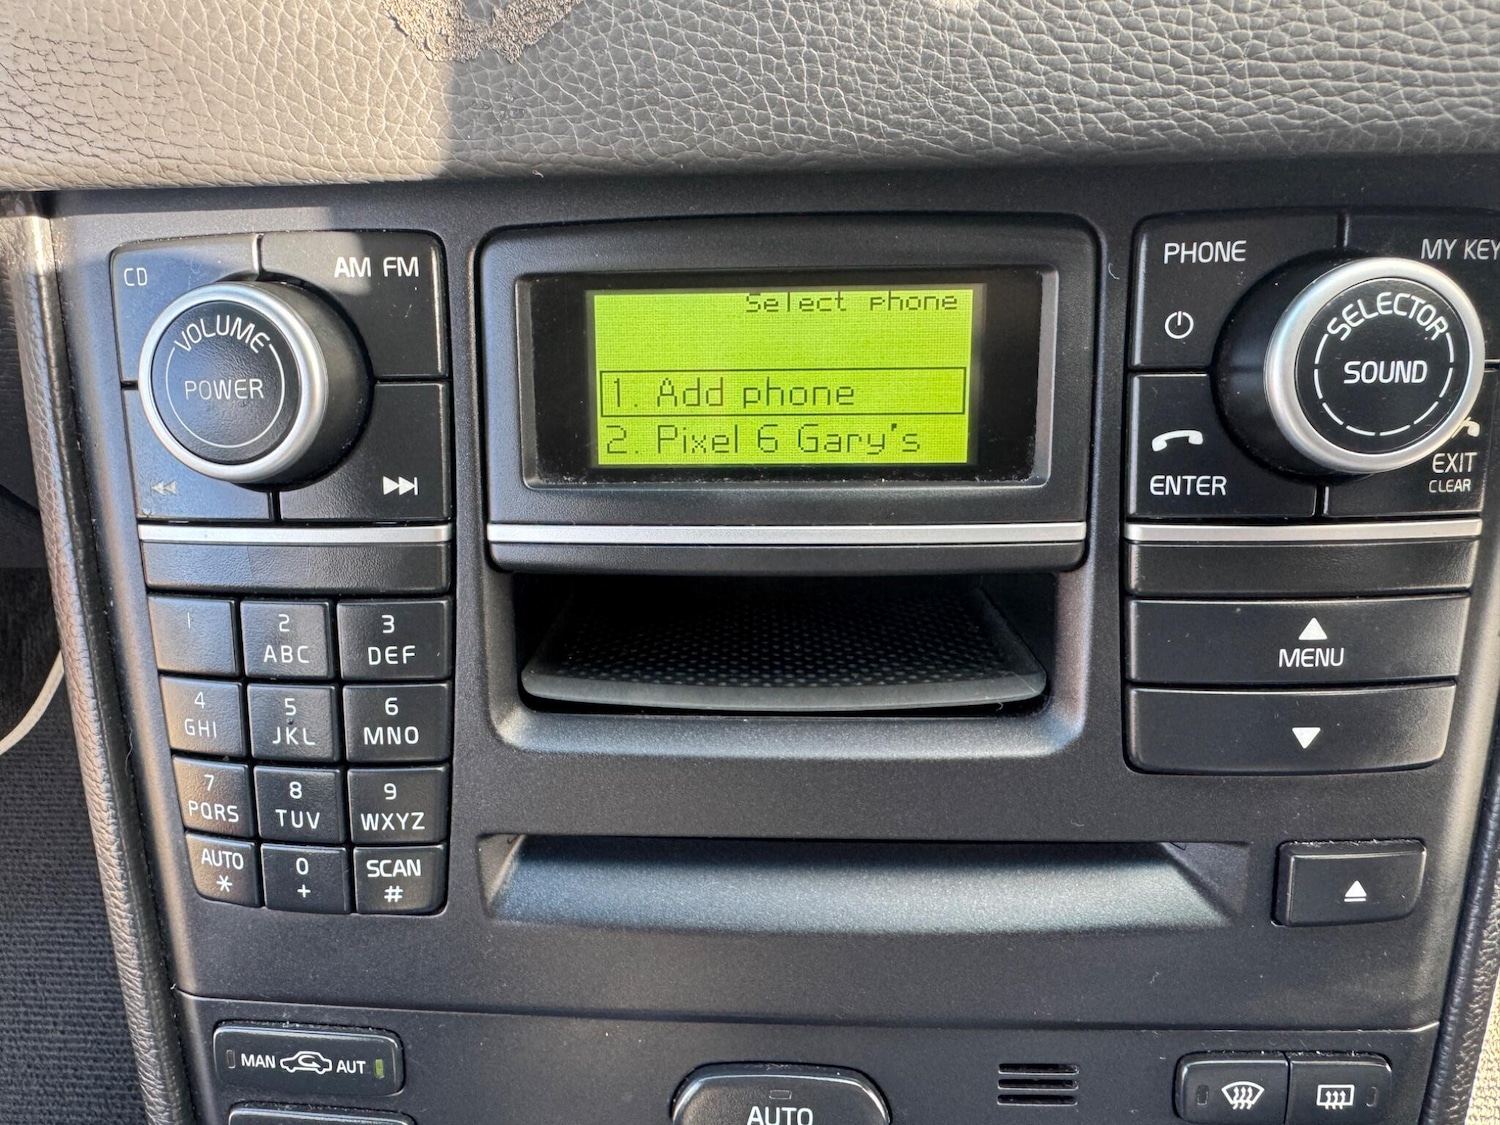 CD
AM FM
VOLUME
POWER
Select phone
1. Add phone
2. Pixel 6 Gary's
PHONE
MY KEY
SELECTOR
SOUND
ENTER
EXIT
CLEAR
MENU
1
2
ABC
3
DEF
4
GHI
5
JKL
6
MNO
7
PQRS
8
TUV
9
WXYZ
AUTO
*
0
+
SCAN
#
MAN
AUT
AUTO